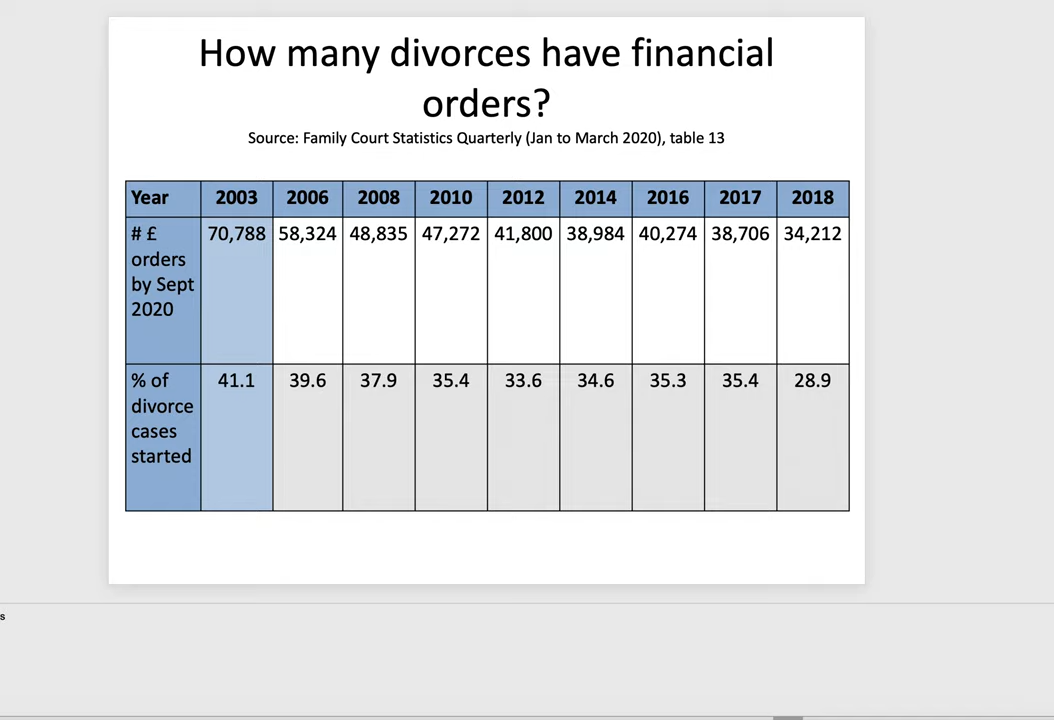 How many divorces have financial
orders?
Source: Family Court Statistics Quarterly (Jan to March 2020), table 13
Year 2003 2006 2008 2010 2012 2014 2016 2017 2018
# £ 70,788 58,324 48,835 47,272 41,800 38,984 40,274 38,706 34,212
orders
by Sept
2020
% of 41.1 39.6 37.9 35.4 33.6 34.6 35.3 35.4 28.9
divorce
cases
started
s